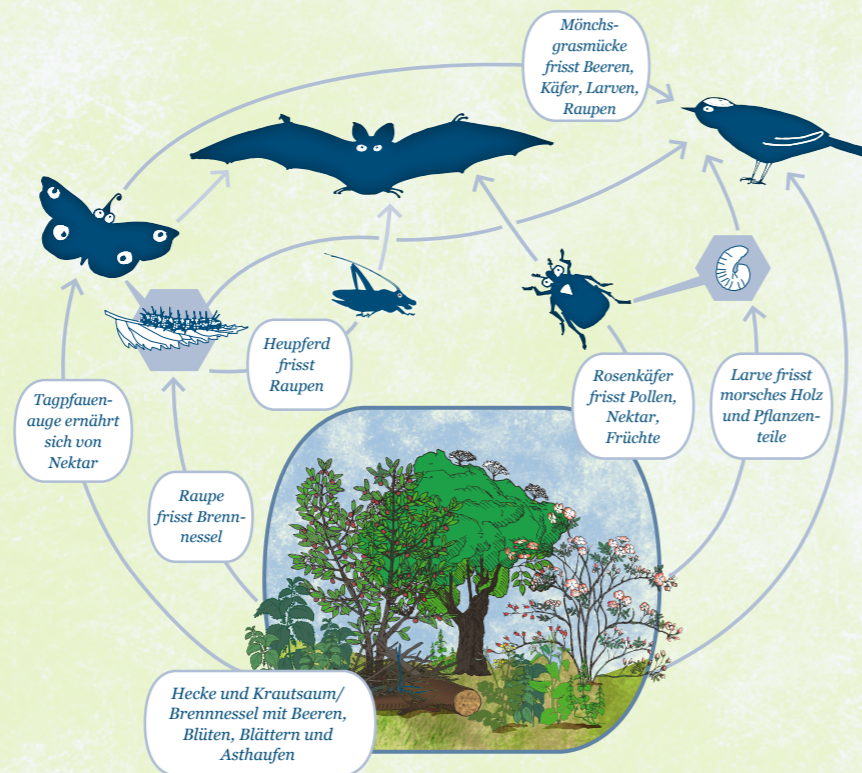 Mönchs-
grasmücke
frisst Beeren,
Käfer, Larven,
Raupen
Heupferd
frisst
Raupen
Rosenkäfer
frisst Pollen,
Nektar,
Früchte
Larve frisst
morsches Holz
und Pflanzen-
teile
Tagpfauen-
auge ernährt
sich von
Nektar
Raupe
frisst Brenn-
nessel
Hecke und Krautsaum/
Brennnessel mit Beeren,
Blüten, Blättern und
Asthaufen